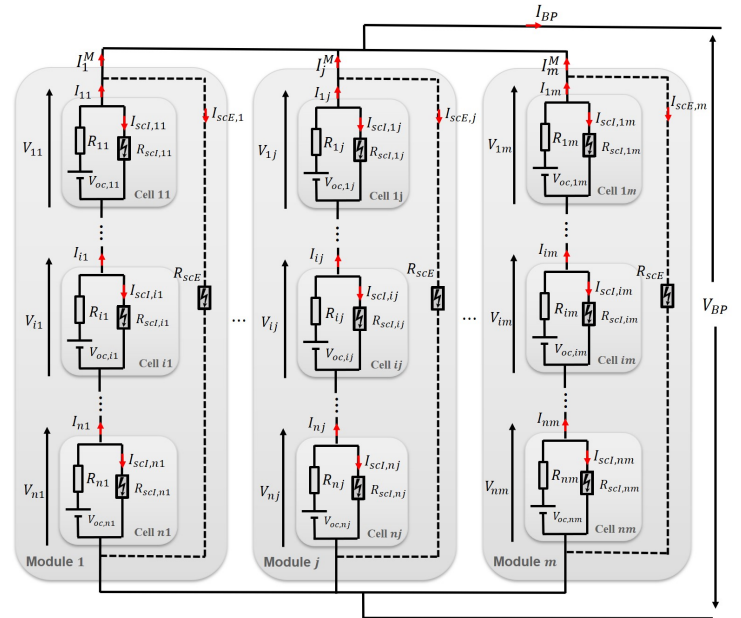 I_BP
I_1^M
I_j^M
I_m^M
I_11
I_scE,1
I_1j
I_scE,j
I_1m
I_scE,m
V_11
R_11
I_scI,11
R_scI,11
V_oc,11
Cell 11
V_1j
R_1j
I_scI,1j
R_scI,1j
V_oc,1j
Cell 1j
V_1m
R_1m
I_scI,1m
R_scI,1m
V_oc,1m
Cell 1m
⋮
⋮
⋮
I_i1
R_scE
I_ij
R_scE
I_im
R_scE
V_i1
R_i1
I_scI,i1
R_scI,i1
V_oc,i1
Cell i1
...
V_ij
R_ij
I_scI,ij
R_scI,ij
V_oc,ij
Cell ij
...
V_im
R_im
I_scI,im
R_scI,im
V_oc,im
Cell im
V_BP
⋮
⋮
⋮
I_n1
I_nj
I_nm
V_n1
R_n1
I_scI,n1
R_scI,n1
V_oc,n1
Cell n1
V_nj
R_nj
I_scI,nj
R_scI,nj
V_oc,nj
Cell nj
V_nm
R_nm
I_scI,nm
R_scI,nm
V_oc,nm
Cell nm
Module 1
Module j
Module m